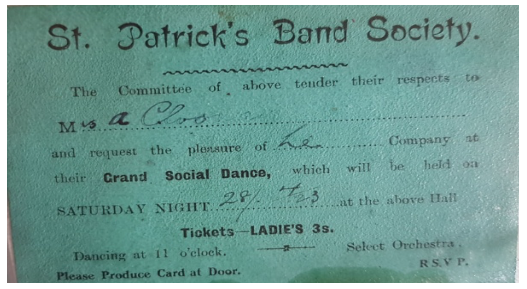 St. Patrick's Band Society.
The Committee of above tender their respects to
Miss A
and request the pleasure of her Company at
their Grand Social Dance, which will be held on
SATURDAY NIGHT 28/ 4/23 at the above Hall
Tickets—LADIE'S 3s.
Dancing at 11 o'clock. Select Orchestra.
R.S.V P.
Please Produce Card at Door.